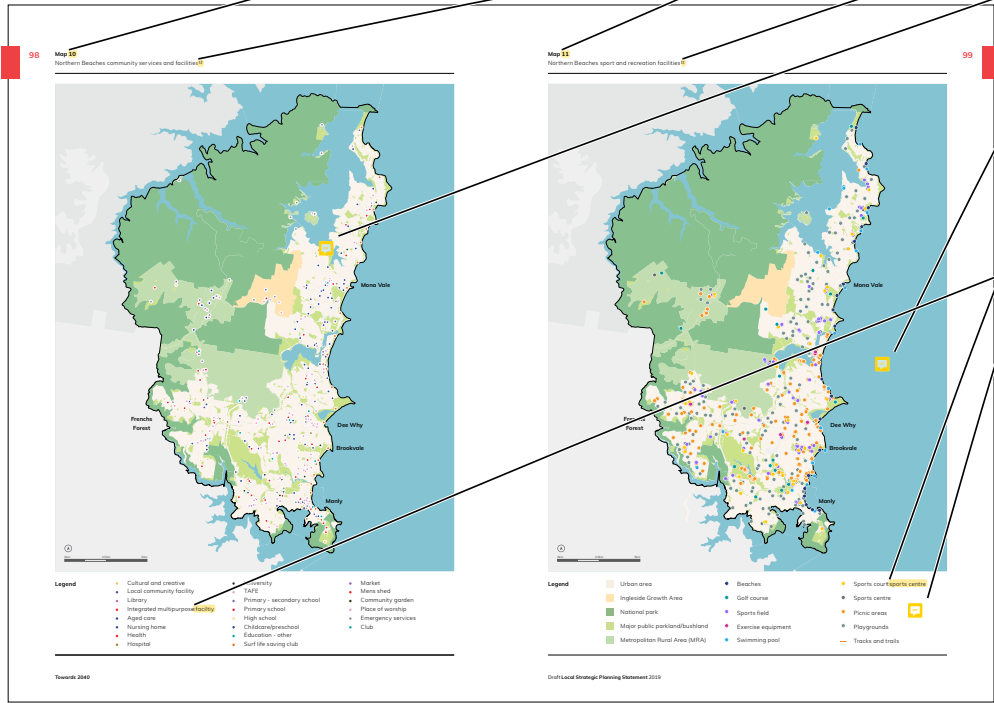 98
Map 10
Northern Beaches community services and facilities
Mona Vale
Frenchs
Forest
Dee Why
Brookvale
Manly
Legend
Cultural and creative
Local community facility
Library
Integrated multipurpose facility
Aged care
Nursing home
Health
Hospital
University
TAFE
Primary - secondary school
Primary school
High school
Childcare/preschool
Education - other
Surf life saving club
Market
Mens shed
Community garden
Place of worship
Emergency services
Club
Towards 2040
99
Map 11
Northern Beaches sport and recreation facilities
Mona Vale
Frenchs
Forest
Dee Why
Brookvale
Manly
Legend
Urban area
Ingleside Growth Area
National park
Major public parkland/bushland
Metropolitan Rural Area (MRA)
Beaches
Golf course
Sports field
Exercise equipment
Swimming pool
Sports court sports centre
Sports centre
Picnic areas
Playgrounds
Tracks and trails
Draft Local Strategic Planning Statement 2019